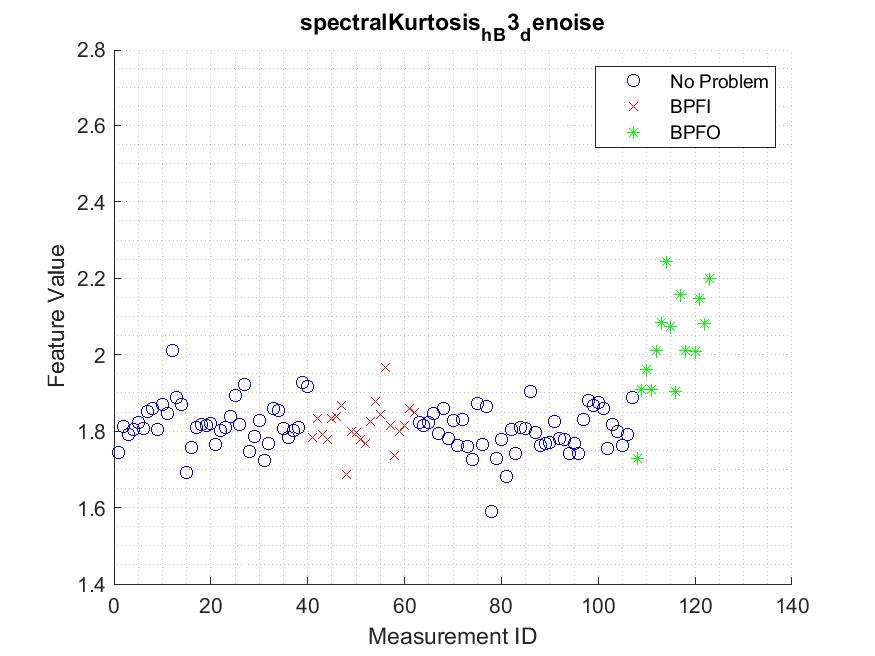 spectralKurtosis_hB3_denoise
2.8
2.6
2.4
2.2
2
1.8
1.6
1.4
Feature Value
No Problem
BPFI
BPFO
0 20 40 60 80 100 120 140
Measurement ID